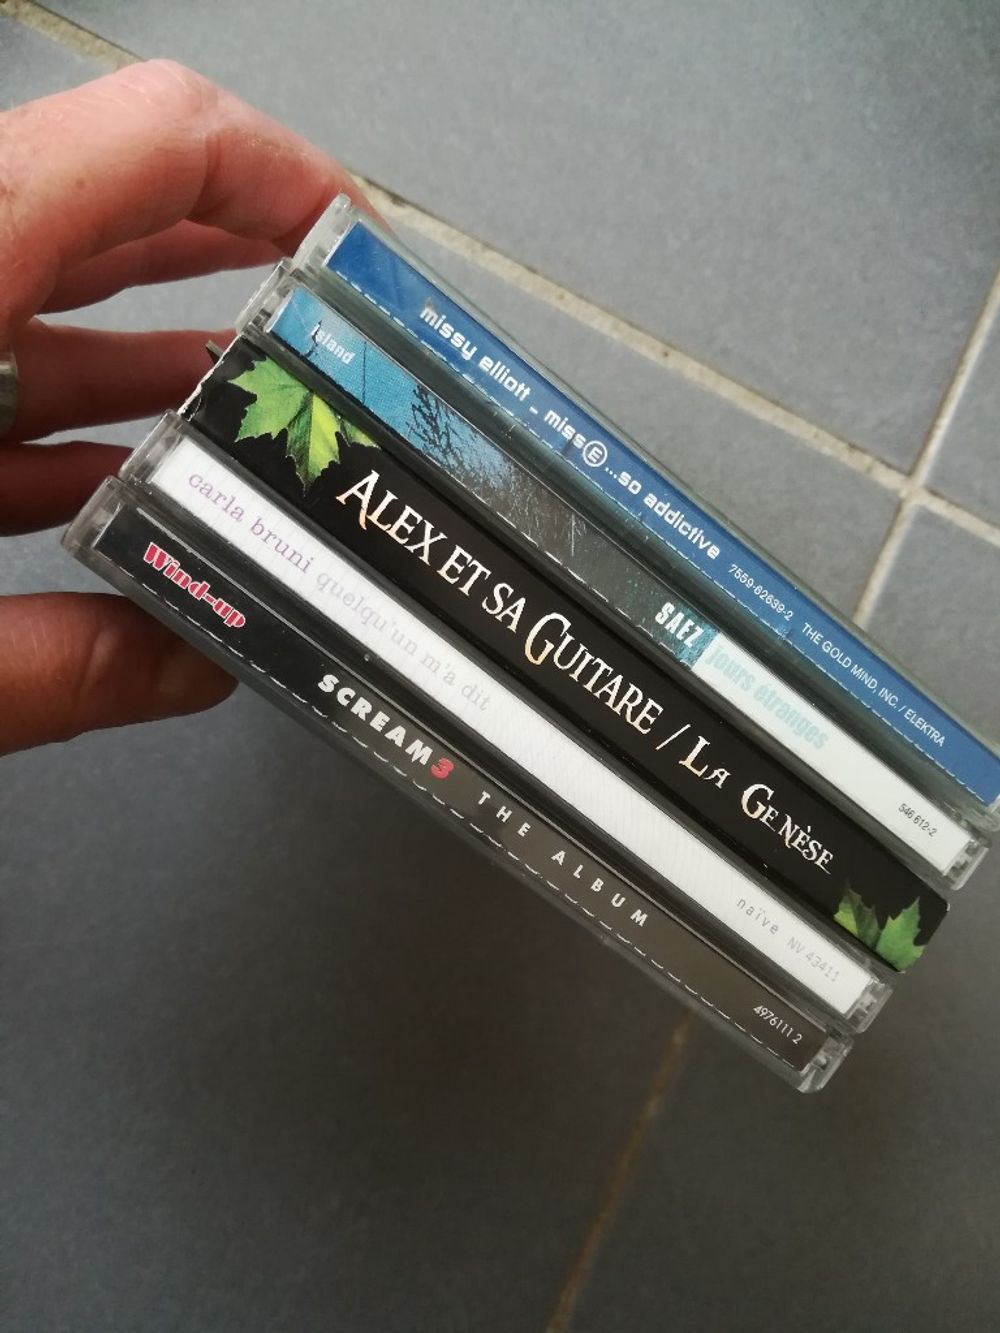 missy elliott - miss E ...so addictive 7559-62639-2 THE GOLD MIND, INC. / ELEKTRA
island SAEZ jours étranges 546 612-2
ALEX ET SA GUITARE / LA GENÈSE
carla bruni quelqu'un m'a dit naïve NV 43411
Wind-up SCREAM3 THE ALBUM 4976111 2